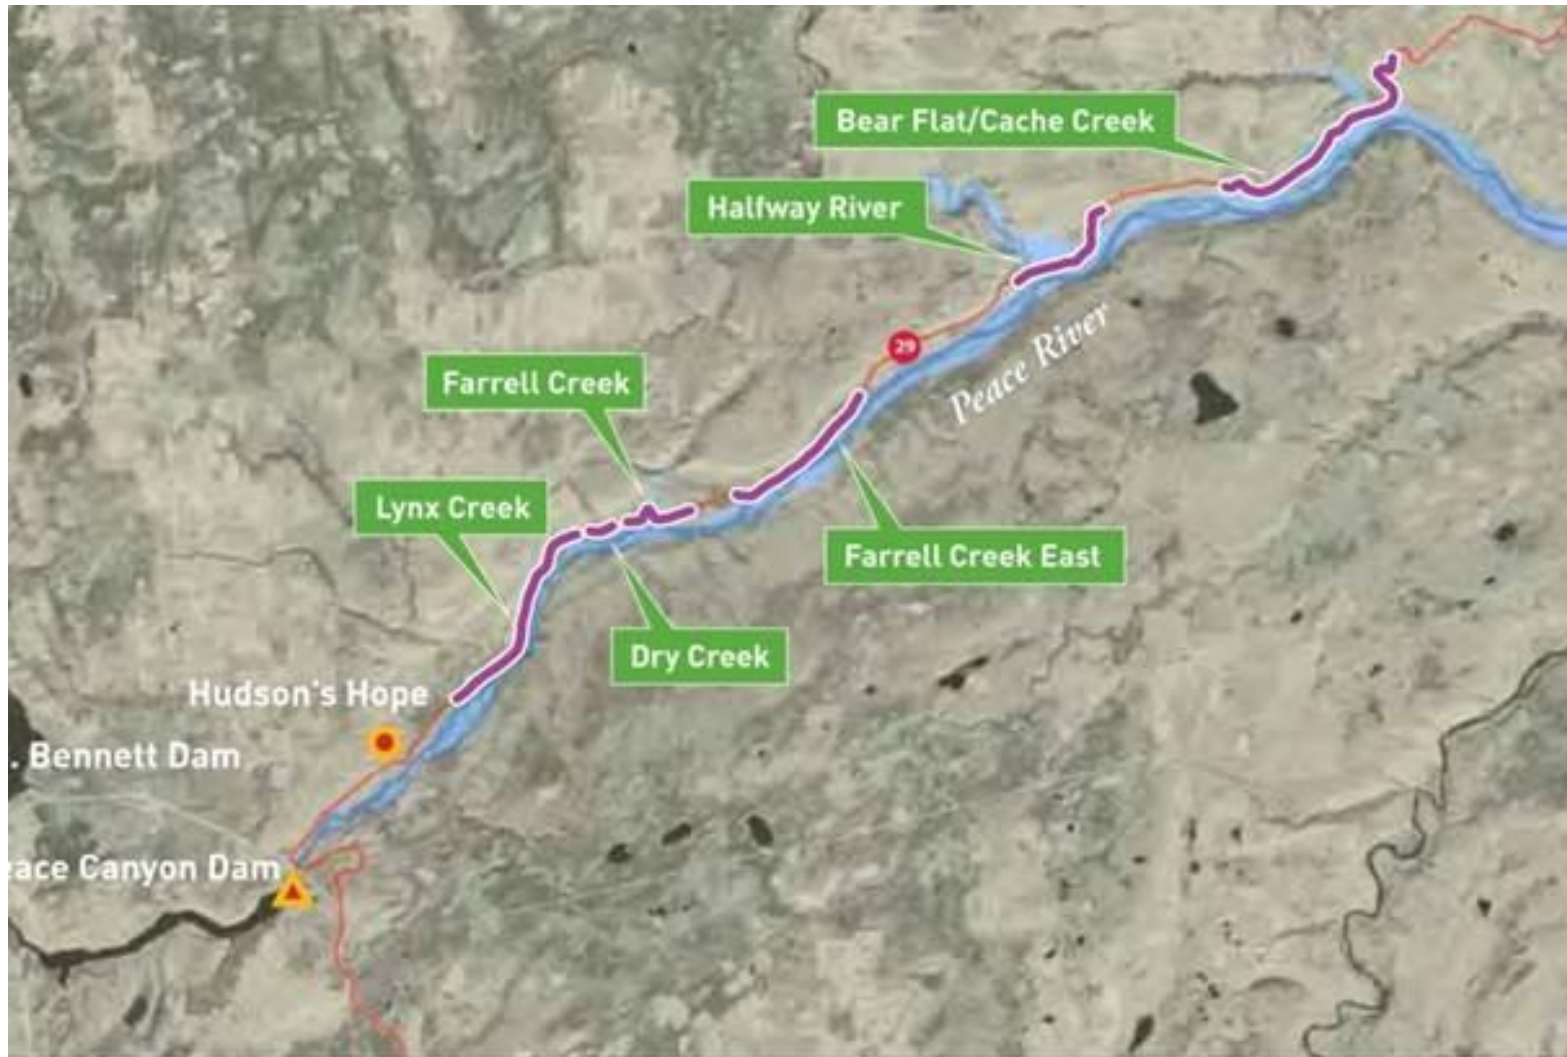 Bear Flat/Cache Creek
Halfway River
29
Peace River
Farrell Creek
Lynx Creek
Farrell Creek East
Dry Creek
Hudson's Hope
. Bennett Dam
eace Canyon Dam